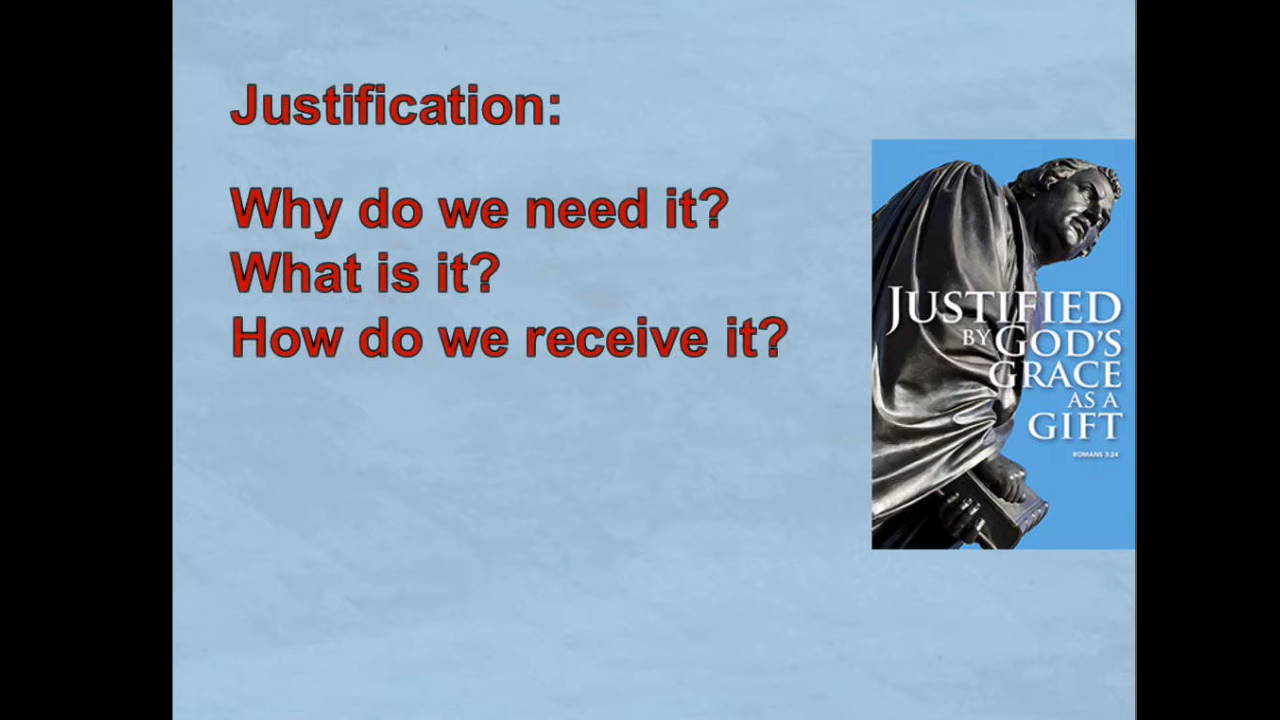 Justification:
Why do we need it?
What is it?
How do we receive it?
JUSTIFIED
BY GOD'S
GRACE
AS A
GIFT
ROMANS 3:24